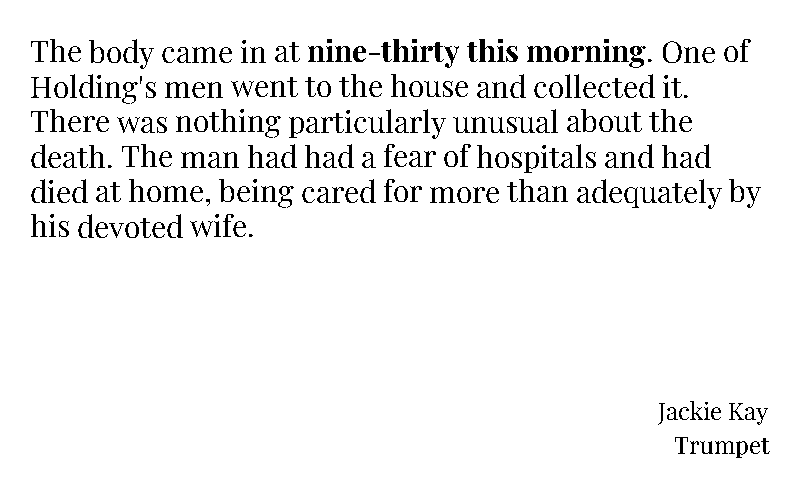 The body came in at nine-thirty this morning. One of
Holding's men went to the house and collected it.
There was nothing particularly unusual about the
death. The man had had a fear of hospitals and had
died at home, being cared for more than adequately by
his devoted wife.
Jackie Kay
Trumpet